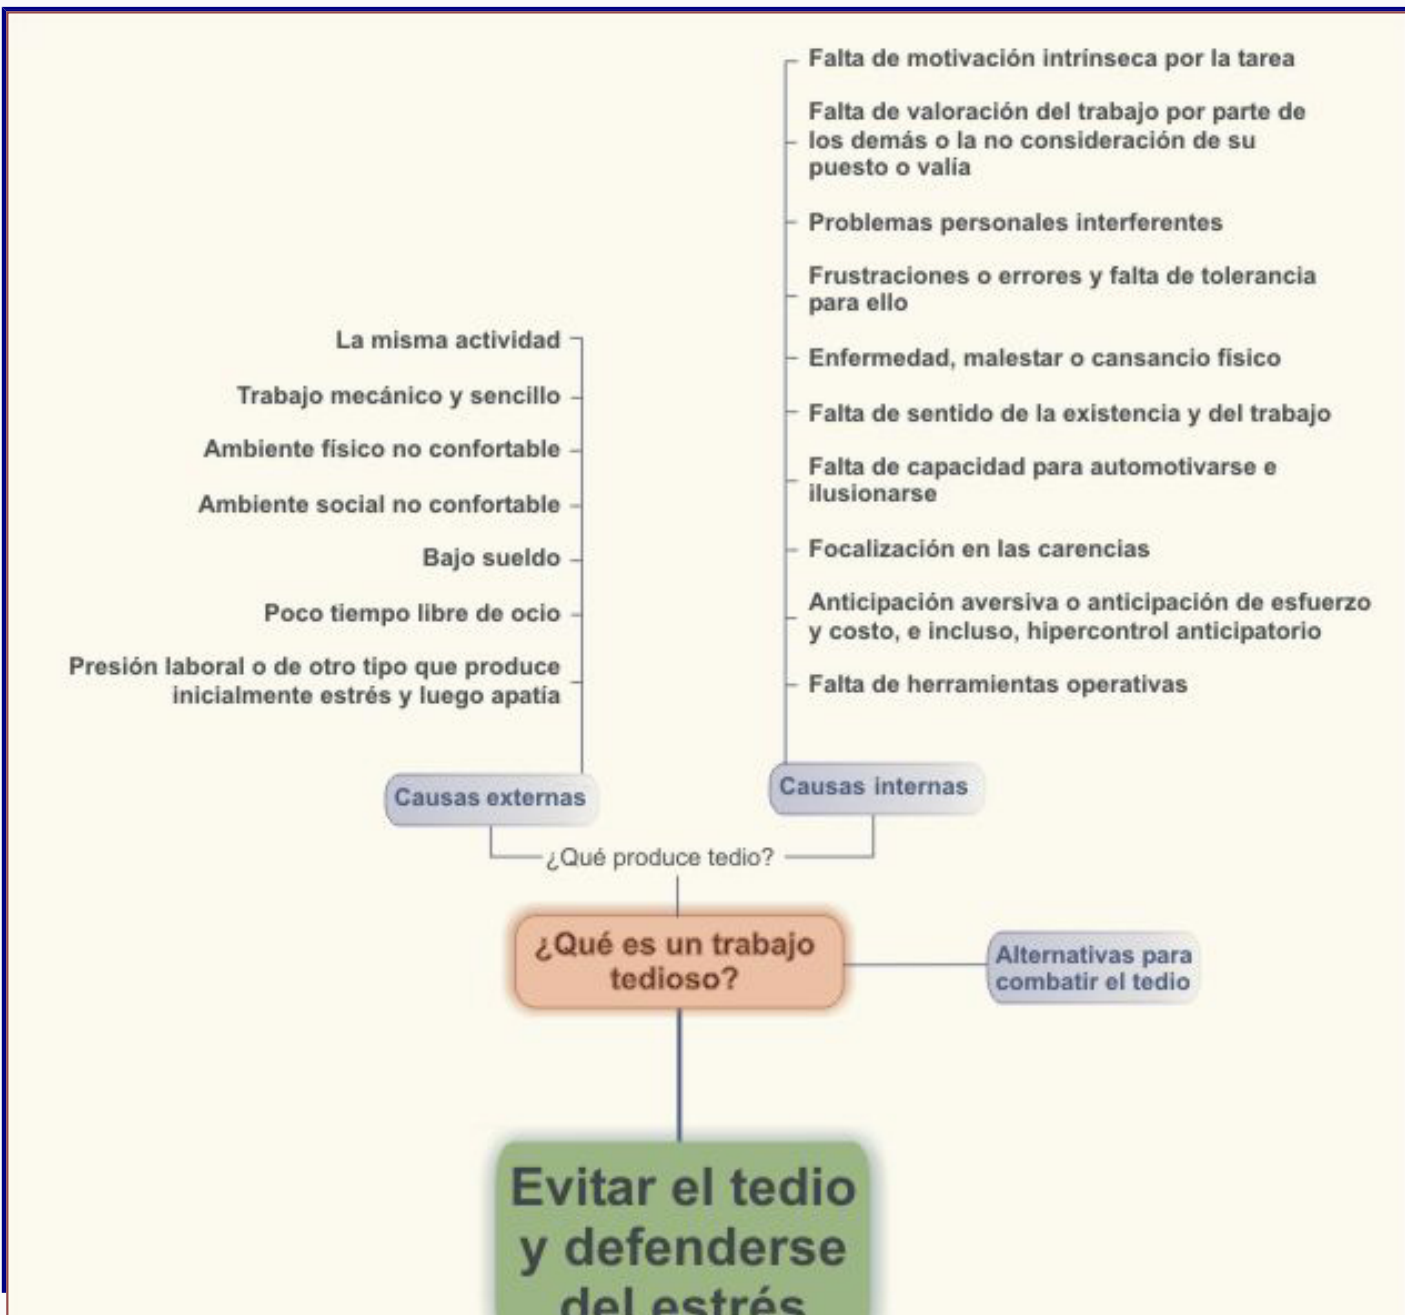 Falta de motivación intrínseca por la tarea
Falta de valoración del trabajo por parte de
los demás o la no consideración de su
puesto o valía
Problemas personales interferentes
Frustraciones o errores y falta de tolerancia
para ello
Enfermedad, malestar o cansancio físico
Falta de sentido de la existencia y del trabajo
Falta de capacidad para automotivarse e
ilusionarse
Focalización en las carencias
Anticipación aversiva o anticipación de esfuerzo
y costo, e incluso, hipercontrol anticipatorio
Falta de herramientas operativas
Causas internas
La misma actividad
Trabajo mecánico y sencillo
Ambiente físico no confortable
Ambiente social no confortable
Bajo sueldo
Poco tiempo libre de ocio
Presión laboral o de otro tipo que produce
inicialmente estrés y luego apatía
Causas externas
¿Qué produce tedio?
¿Qué es un trabajo
tedioso?
Alternativas para
combatir el tedio
Evitar el tedio
y defenderse
del estrés